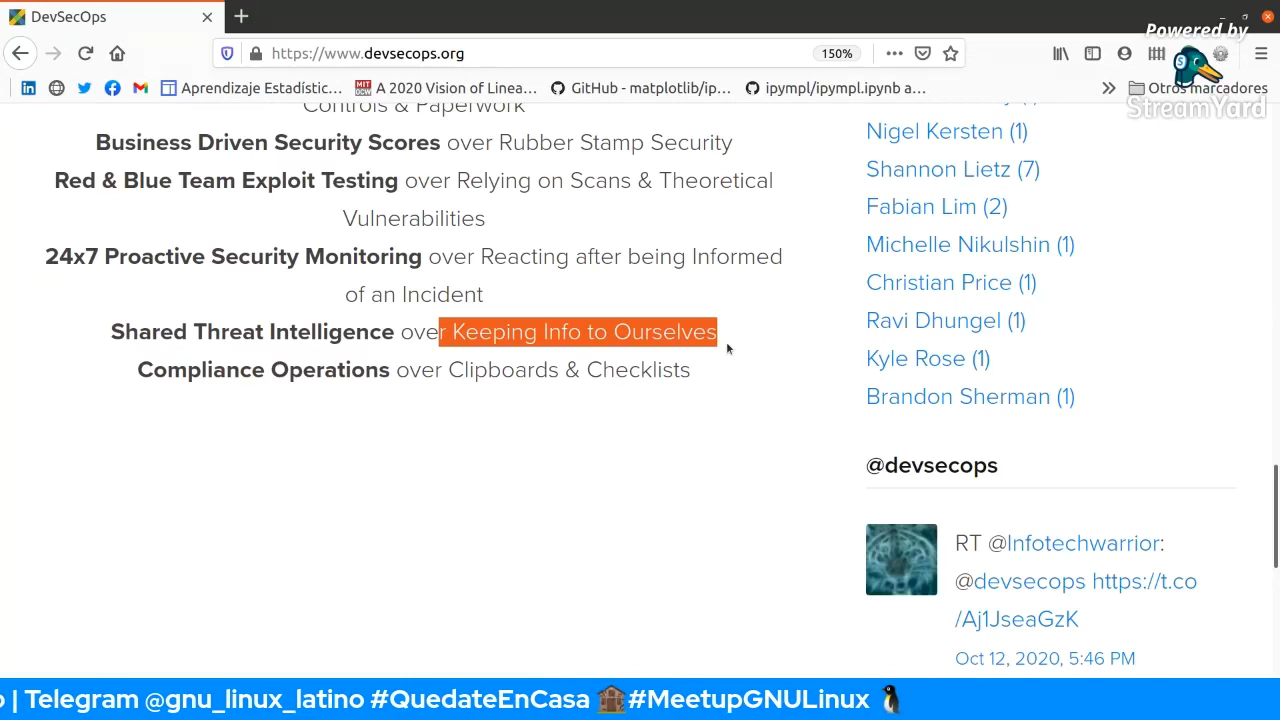 DevSecOps
Powered by
https://www.devsecops.org
150%
Aprendizaje Estadístic…
A 2020 Vision of Linea…
GitHub - matplotlib/ip…
ipympl/ipympl.ipynb a…
Otros marcadores
StreamYard
Controls & Paperwork
Business Driven Security Scores over Rubber Stamp Security
Red & Blue Team Exploit Testing over Relying on Scans & Theoretical
Vulnerabilities
24x7 Proactive Security Monitoring over Reacting after being Informed
of an Incident
Shared Threat Intelligence over Keeping Info to Ourselves
Compliance Operations over Clipboards & Checklists
Nigel Kersten (1)
Shannon Lietz (7)
Fabian Lim (2)
Michelle Nikulshin (1)
Christian Price (1)
Ravi Dhungel (1)
Kyle Rose (1)
Brandon Sherman (1)
@devsecops
RT @Infotechwarrior:
@devsecops https://t.co
/Aj1JseaGzK
Oct 12, 2020, 5:46 PM
| Telegram @gnu_linux_latino #QuedateEnCasa 🏚️#MeetupGNULinux 🐧